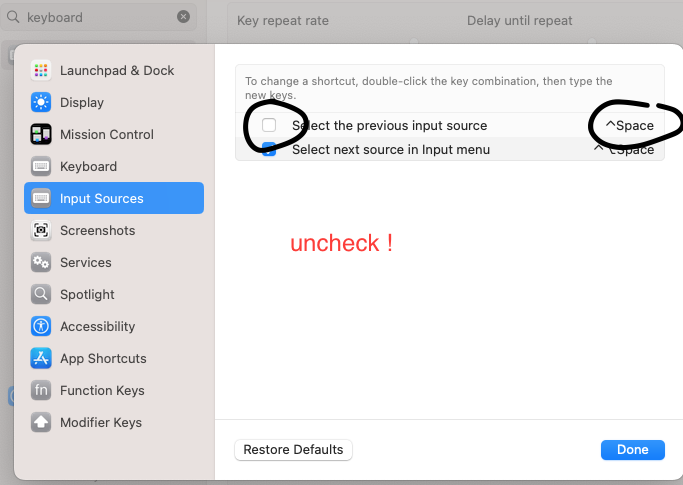 keyboard
Key repeat rate
Delay until repeat
Launchpad & Dock
Display
Mission Control
Keyboard
Input Sources
Screenshots
Services
Spotlight
Accessibility
App Shortcuts
fn Function Keys
Modifier Keys
To change a shortcut, double-click the key combination, then type the
new keys.
Select the previous input source ^Space
Select next source in Input menu ^⌥Space
uncheck !
Restore Defaults
Done